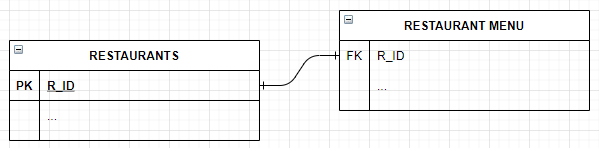 RESTAURANTS
PK R_ID
...
RESTAURANT MENU
FK R_ID
...